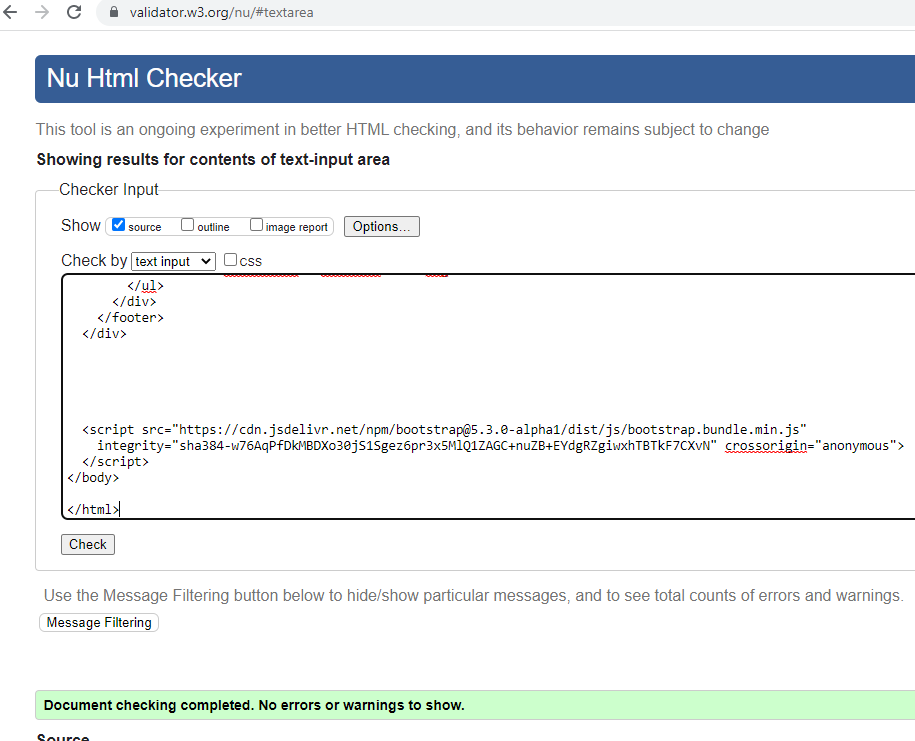 validator.w3.org/nu/#textarea
Nu Html Checker
This tool is an ongoing experiment in better HTML checking, and its behavior remains subject to change
Showing results for contents of text-input area
Checker Input
Show source outline image report Options...
Check by text input css
</ul>
</div>
</footer>
</div>
<script src="https://cdn.jsdelivr.net/npm/bootstrap@5.3.0-alpha1/dist/js/bootstrap.bundle.min.js"
integrity="sha384-w76AqPfDkMBDXo30jS1Sgez6pr3x5MlQ1ZAGC+nuZB+EYdgRZgiwxhTBTkF7CXvN" crossorigin="anonymous">
</script>
</body>
</html>
Check
Use the Message Filtering button below to hide/show particular messages, and to see total counts of errors and warnings.
Message Filtering
Document checking completed. No errors or warnings to show.
Source